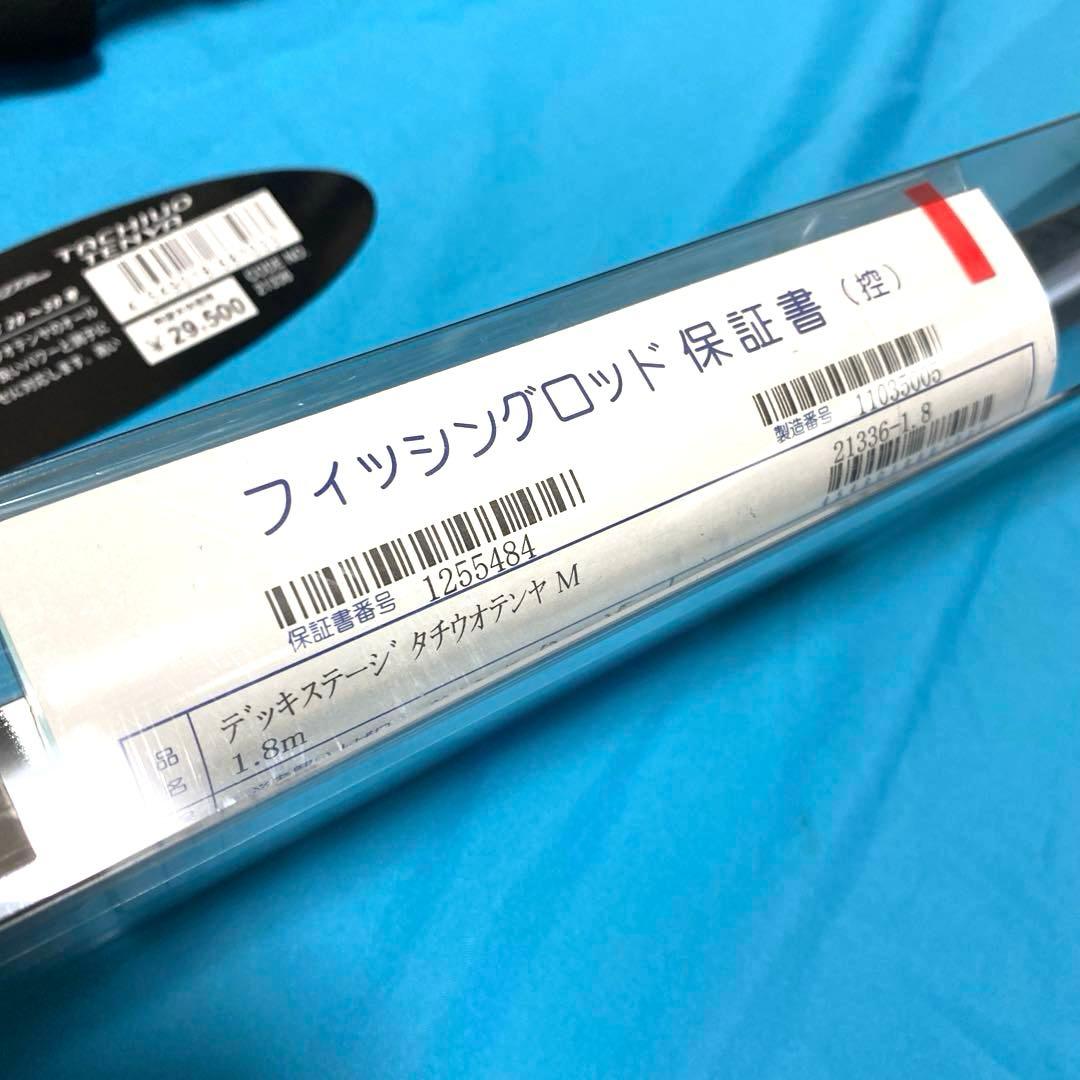 TACHIUO
TENYA
CODE NO.
¥29,500
フィッシングロッド 保証書 (控)
保証書番号 1255484
製造番号 11035005
21336-1.8
品名
デッキステージ タチウオテンヤ M
1.8m